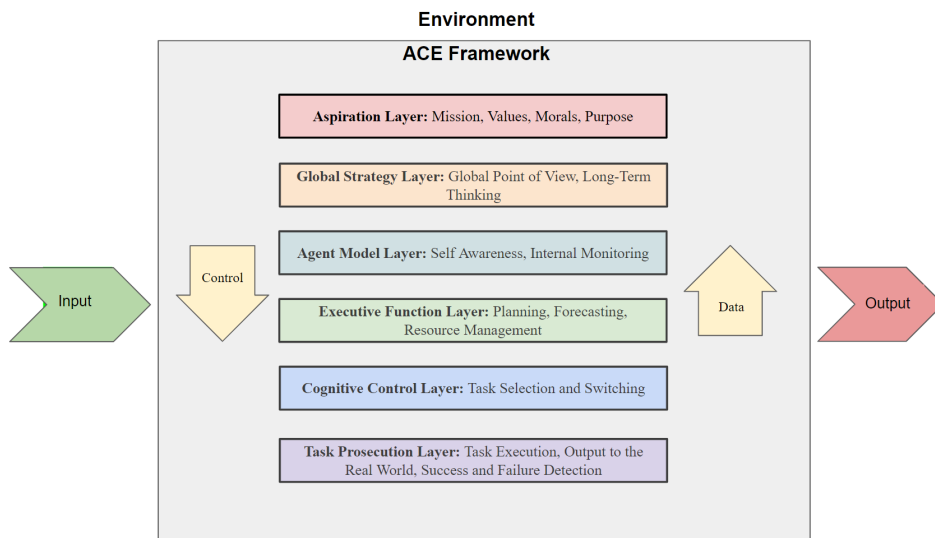 Environment
ACE Framework
Aspiration Layer: Mission, Values, Morals, Purpose
Global Strategy Layer: Global Point of View, Long-Term
Thinking
Agent Model Layer: Self Awareness, Internal Monitoring
Control
Input
Executive Function Layer: Planning, Forecasting,
Resource Management
Data
Output
Cognitive Control Layer: Task Selection and Switching
Task Prosecution Layer: Task Execution, Output to the
Real World, Success and Failure Detection